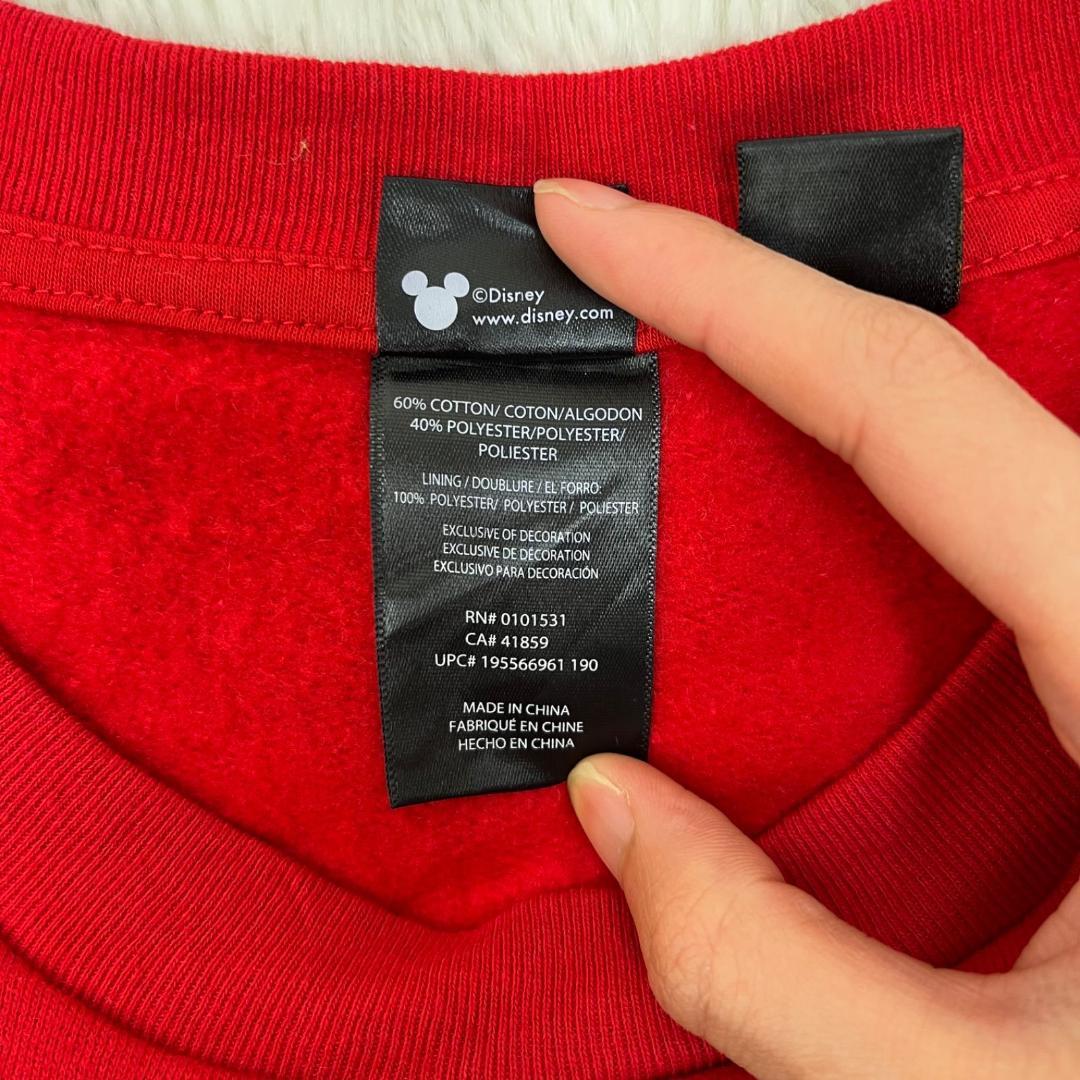 ©Disney
www.disney.com
60% COTTON/ COTON/ALGODON
40% POLYESTER/POLYESTER/
POLIESTER
LINING / DOUBLURE / EL FORRO:
100% POLYESTER/ POLYESTER / POLIESTER
EXCLUSIVE OF DECORATION
EXCLUSIVE DE DÉCORATION
EXCLUSIVO PARA DECORACIÓN
RN# 0101531
CA# 41859
UPC# 195566961 190
MADE IN CHINA
FABRIQUÉ EN CHINE
HECHO EN CHINA